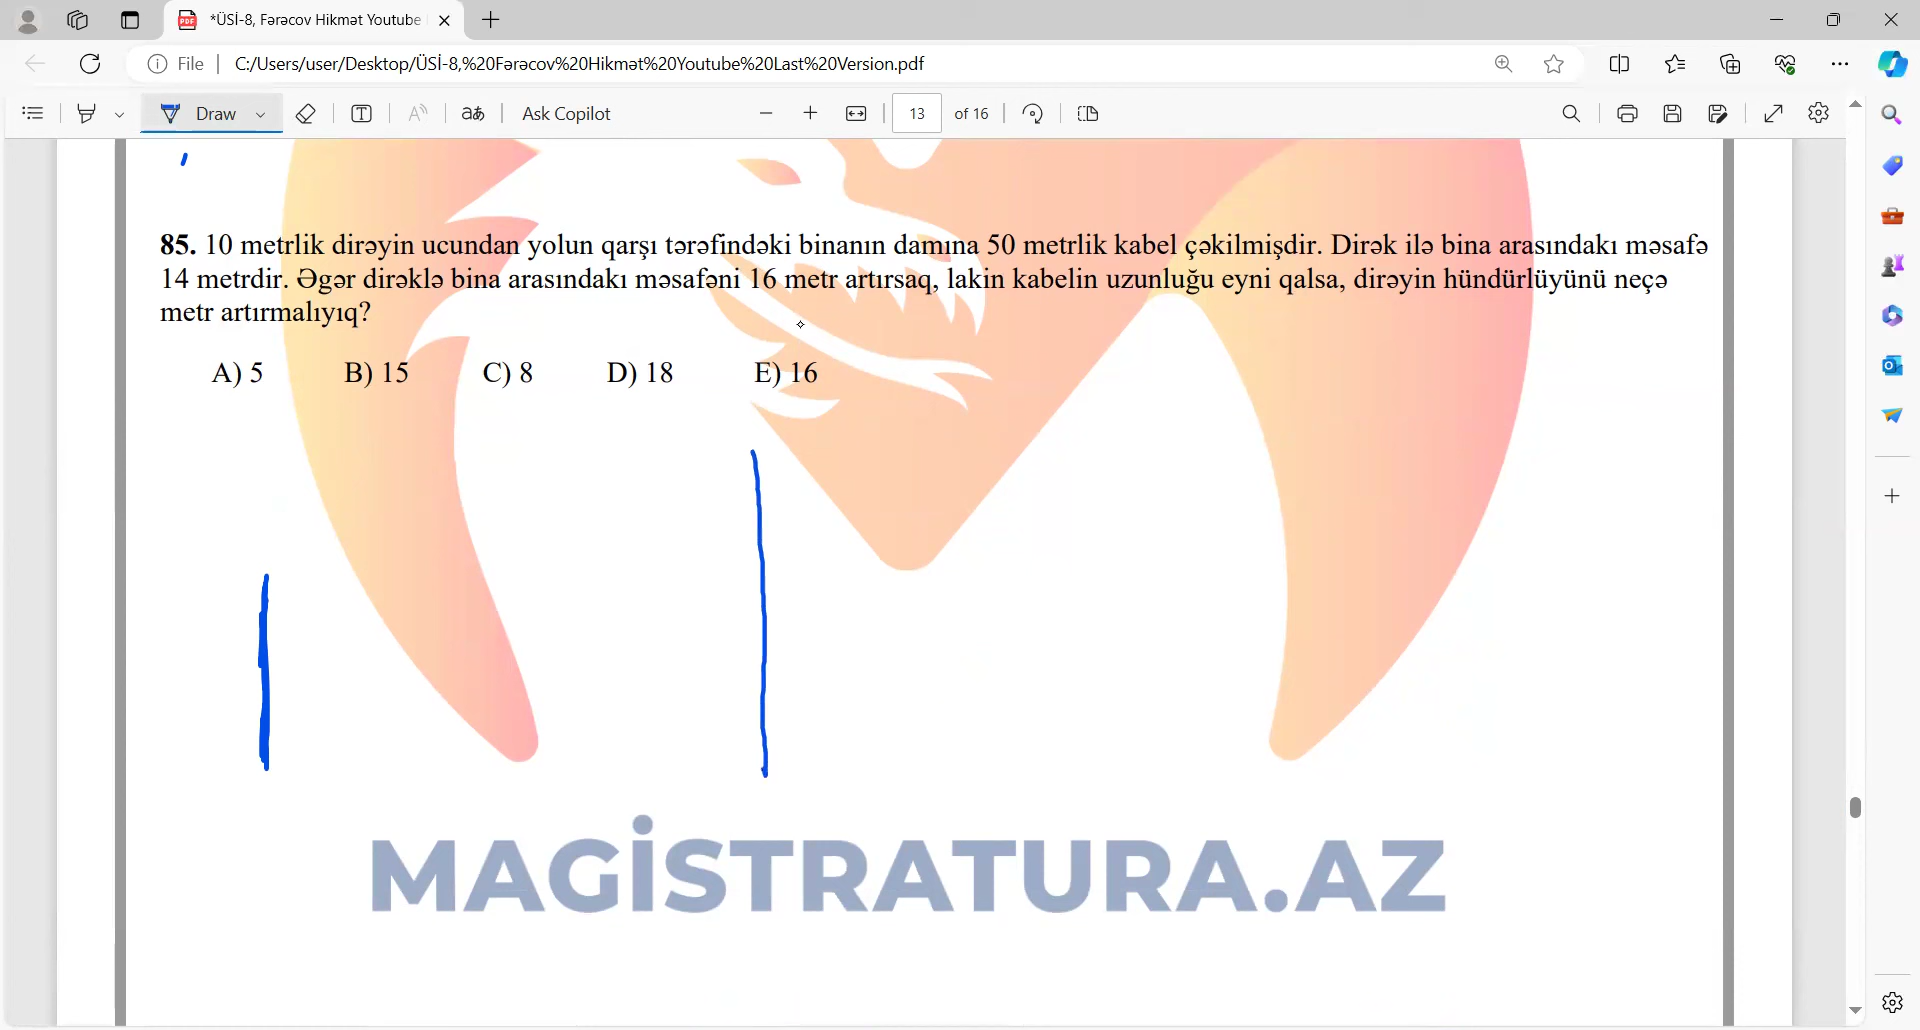 *ÜSİ-8, Fərəcov Hikmət Youtube
File
C:/Users/user/Desktop/ÜSİ-8,%20Fərəcov%20Hikmət%20Youtube%20Last%20Version.pdf
Draw
T
aあ
Ask Copilot
13 of 16
85. 10 metrlik dirəyin ucundan yolun qarşı tərəfindəki binanın damına 50 metrlik kabel çəkilmişdir. Dirək ilə bina arasındakı məsafə
14 metrdir. Əgər dirəklə bina arasındakı məsafəni 16 metr artırsaq, lakin kabelin uzunluğu eyni qalsa, dirəyin hündürlüyünü neçə
metr artırmalıyıq?
A) 5 B) 15 C) 8 D) 18 E) 16
MAGİSTRATURA.AZ